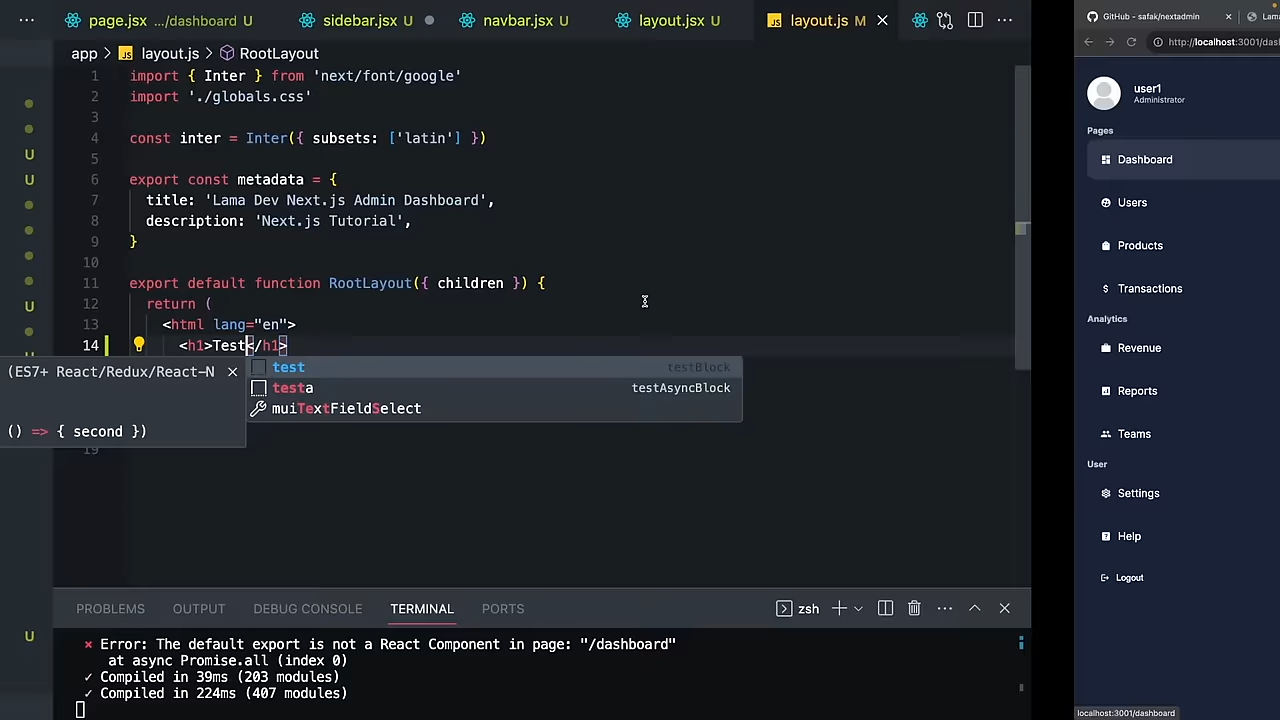 page.jsx .../dashboard U
sidebar.jsx U
navbar.jsx U
layout.jsx U
layout.js M
app > layout.js > RootLayout
1 import { Inter } from 'next/font/google'
2 import './globals.css'
3
4 const inter = Inter({ subsets: ['latin'] })
5
6 export const metadata = {
7 title: 'Lama Dev Next.js Admin Dashboard',
8 description: 'Next.js Tutorial',
9 }
10
11 export default function RootLayout({ children }) {
12 return (
13 <html lang="en">
14 <h1>Test</h1>
(ES7+ React/Redux/React-N
() => { second })
test testBlock
testa testAsyncBlock
muiTextFieldSelect
19
U
U
U
U
U
PROBLEMS OUTPUT DEBUG CONSOLE TERMINAL PORTS
zsh
× Error: The default export is not a React Component in page: "/dashboard"
at async Promise.all (index 0)
✓ Compiled in 39ms (203 modules)
✓ Compiled in 224ms (407 modules)
GitHub - safak/nextadmin
Lama
http://localhost:3001/das
user1
Administrator
Pages
Dashboard
Users
Products
Transactions
Analytics
Revenue
Reports
Teams
User
Settings
Help
Logout
localhost:3001/dashboard